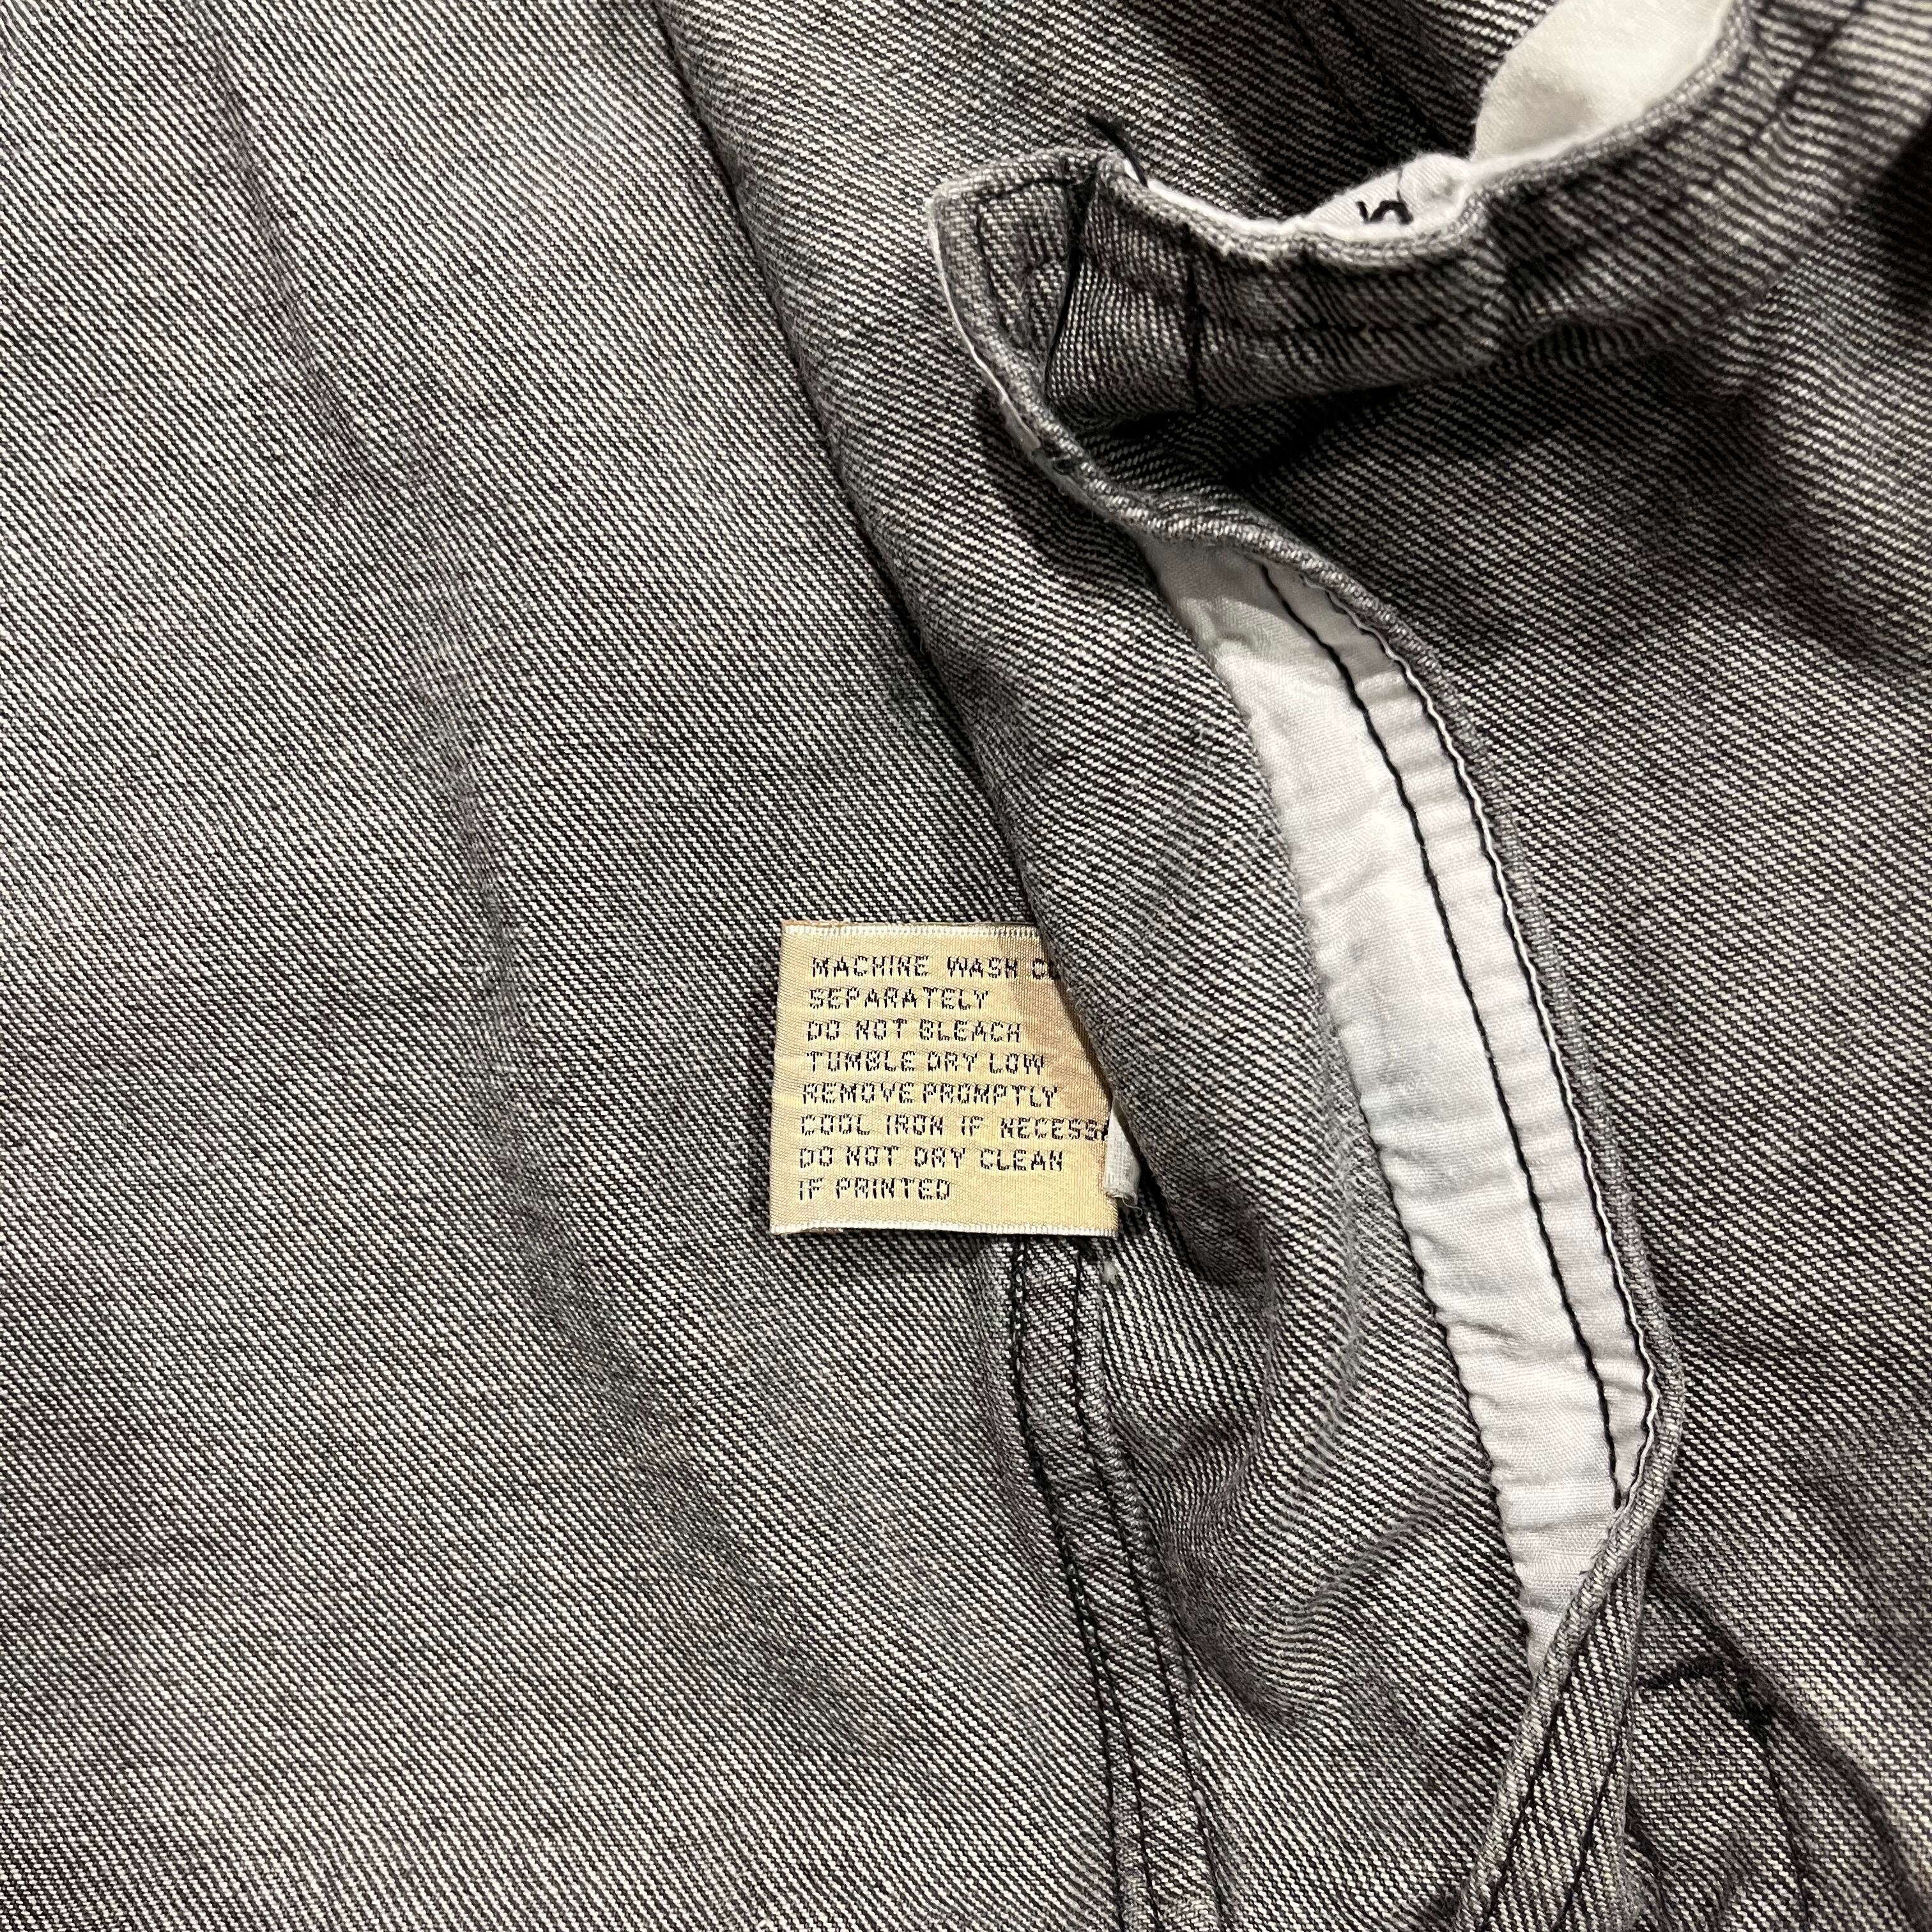 5
MACHINE WASH CO
SEPARATELY
DO NOT BLEACH
TUMBLE DRY LOW
REMOVE PROMPTLY
COOL IRON IF NECESS
DO NOT DRY CLEAN
IF PRINTED